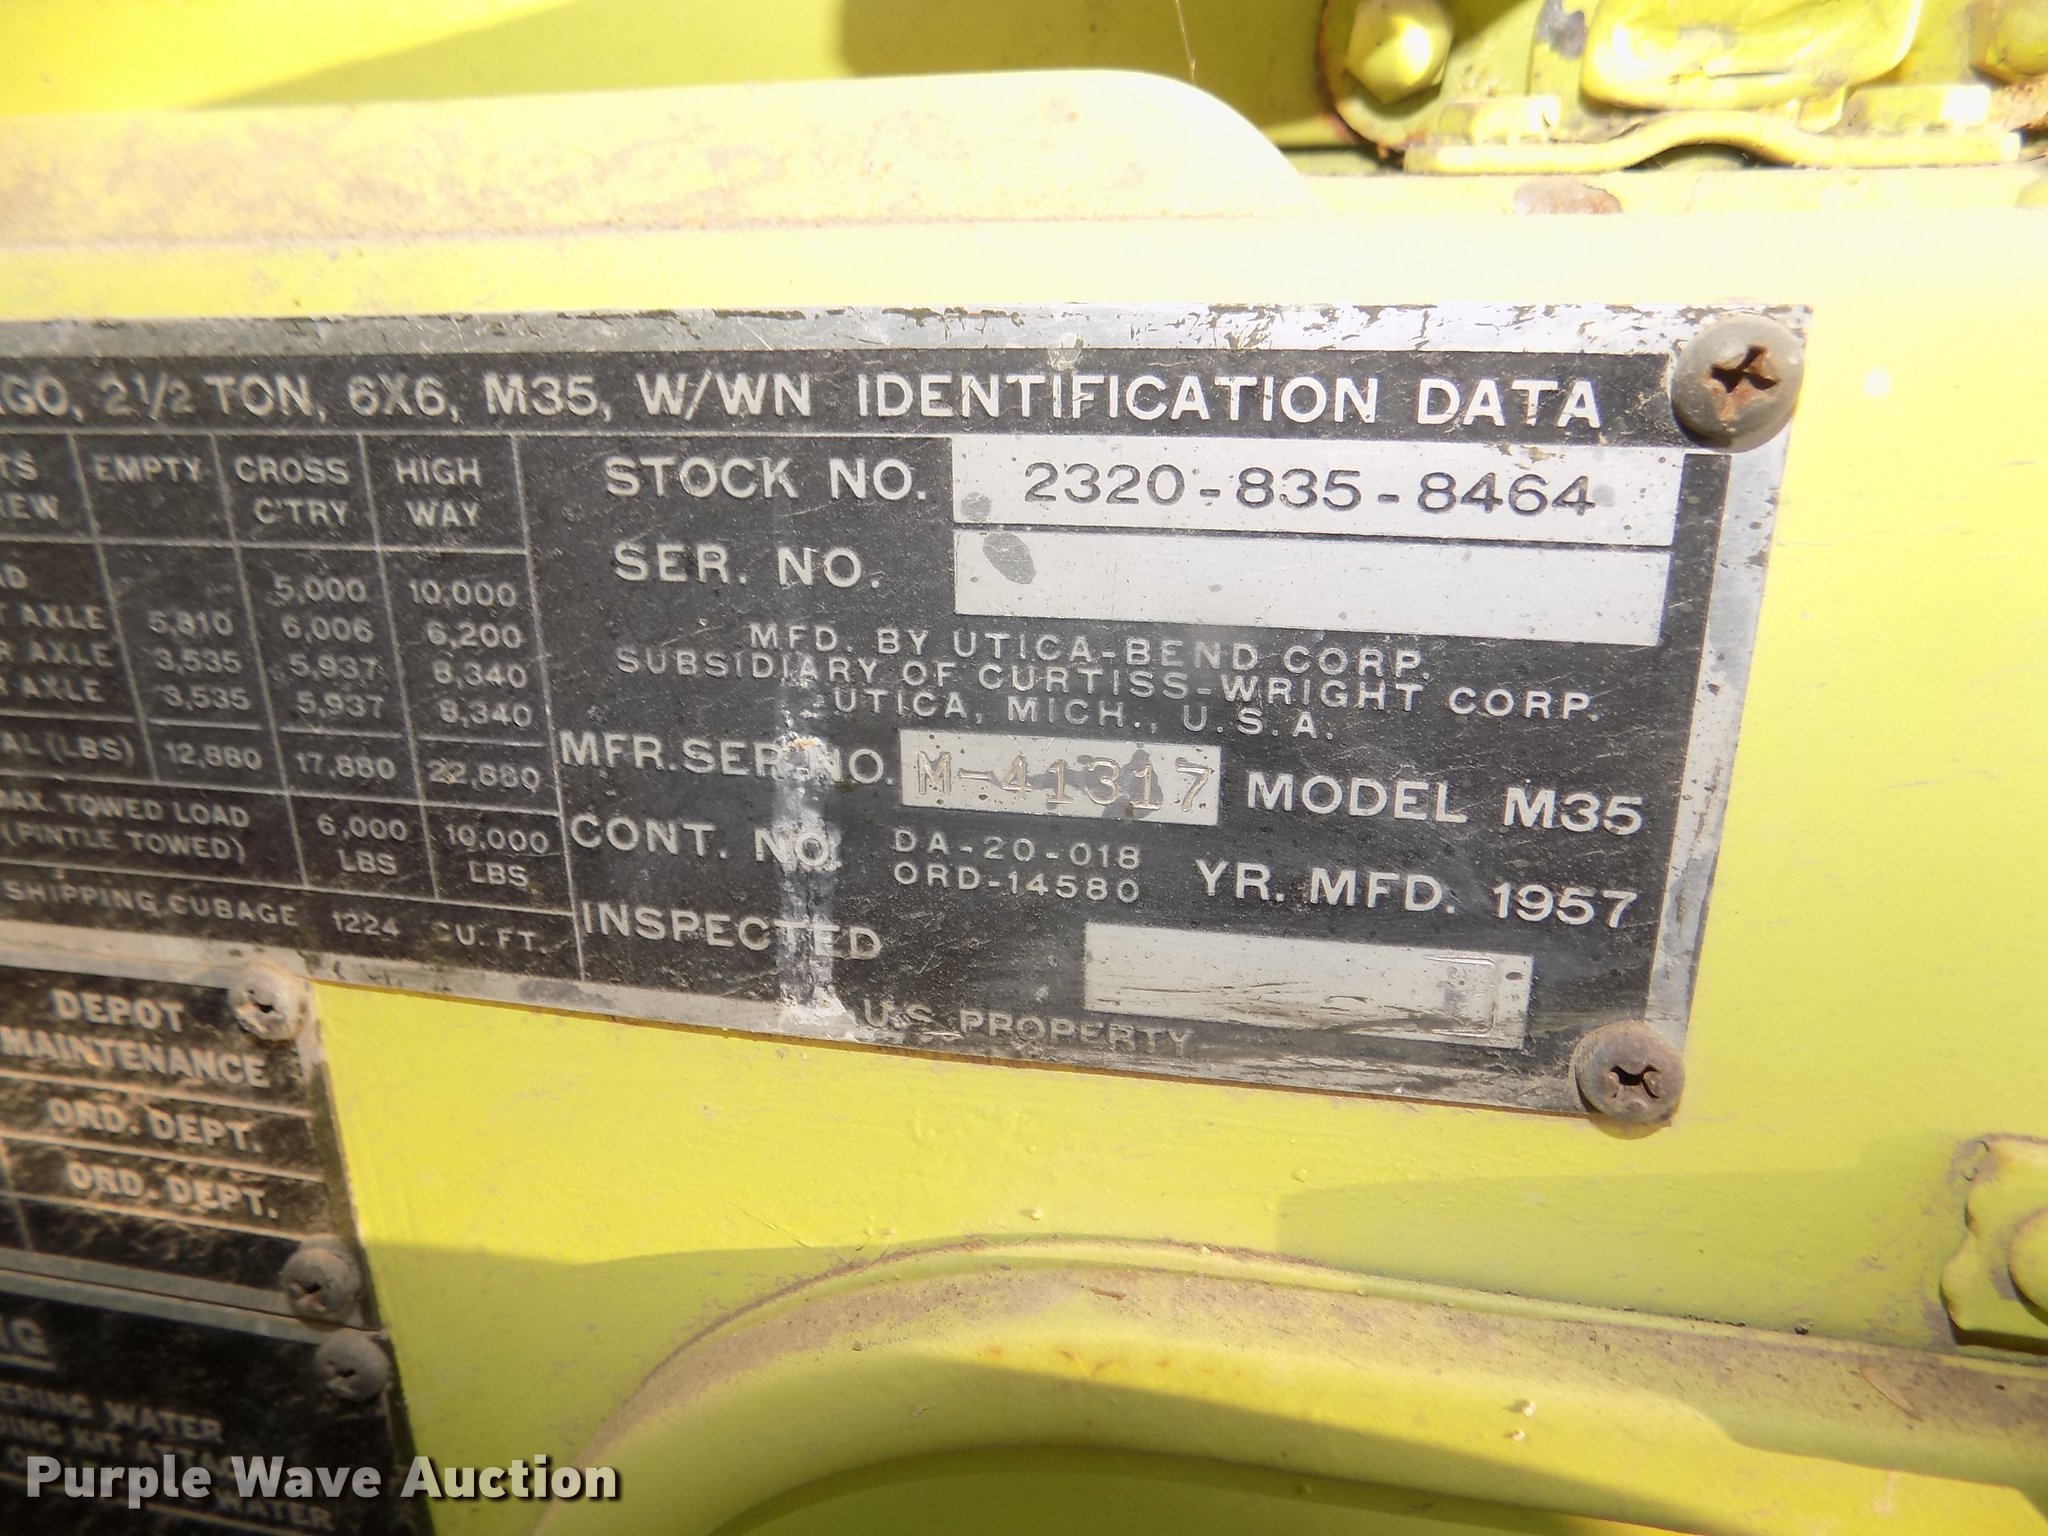 2 1/2 TON, 6X6, M35, W/WN IDENTIFICATION DATA
EMPTY CROSS C'TRY HIGH WAY
5,000 10,000
AXLE 5,810 6,006 6,200
AXLE 3,535 5,937 8,340
AXLE 3,535 5,937 8,340
(LBS) 12,880 17,880 22,880
MAX. TOWED LOAD
(PINTLE TOWED) 6,000 LBS 10,000 LBS
SHIPPING CUBAGE 1224 CU. FT.
STOCK NO. 2320-835-8464
SER. NO.
MFD. BY UTICA-BEND CORP.
SUBSIDIARY OF CURTISS-WRIGHT CORP.
UTICA, MICH., U.S.A.
MFR. SER. NO. M-41317 MODEL M35
CONT. NO. DA-20-018
ORD-14580 YR. MFD. 1957
INSPECTED
U.S. PROPERTY
DEPOT
MAINTENANCE
ORD. DEPT.
ORD. DEPT.
WATER
KIT
WATER
Purple Wave Auction